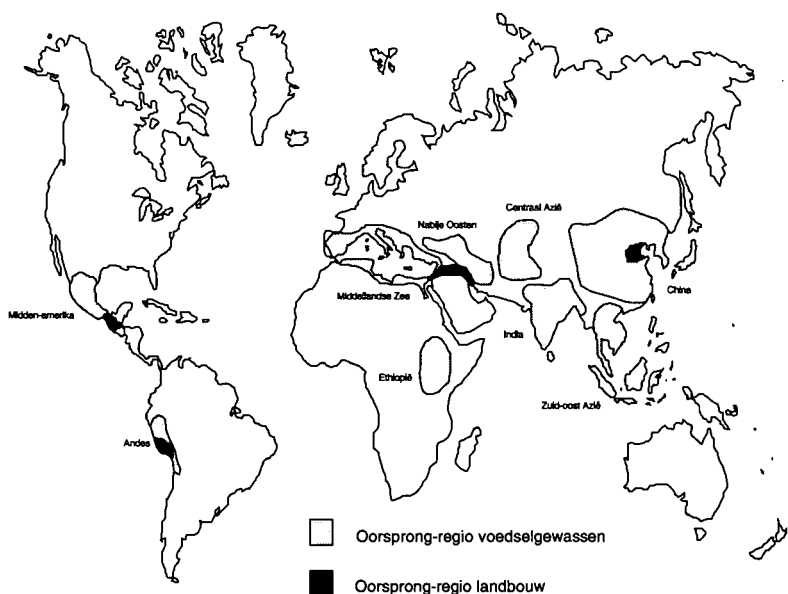 Centraal Azië
Nabije Oosten
China
Middellandse Zee
Midden-amerika
India
Ethiopië
Zuid-oost Azië
Andes
Oorsprong-regio voedselgewassen
Oorsprong-regio landbouw